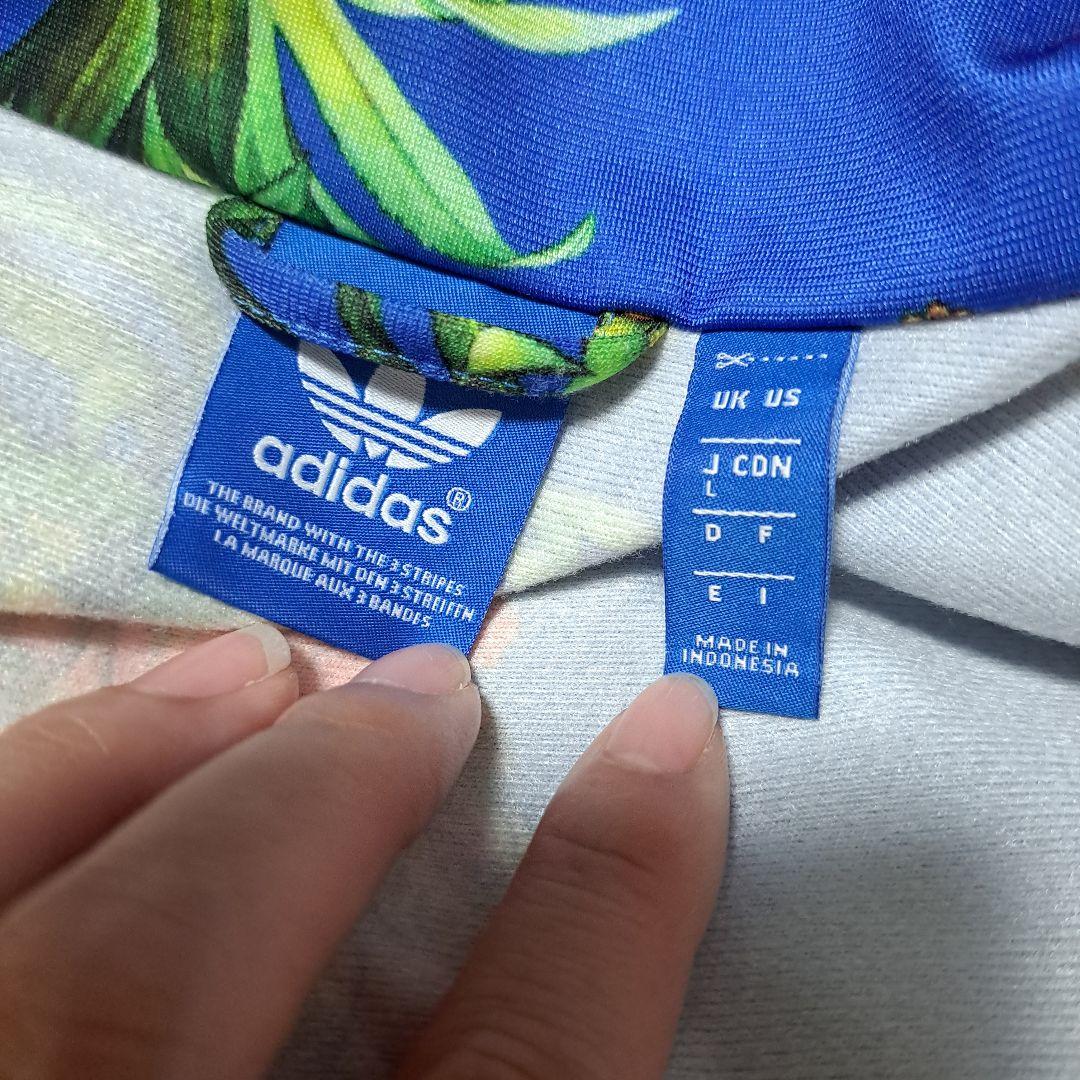 adidas®
THE BRAND WITH THE 3 STRIPES
DIE WELTMARKE MIT DEN 3 STREIFEN
LA MARQUE AUX 3 BANDES
UK US
J CDN
L
D F
E I
MADE IN
INDONESIA